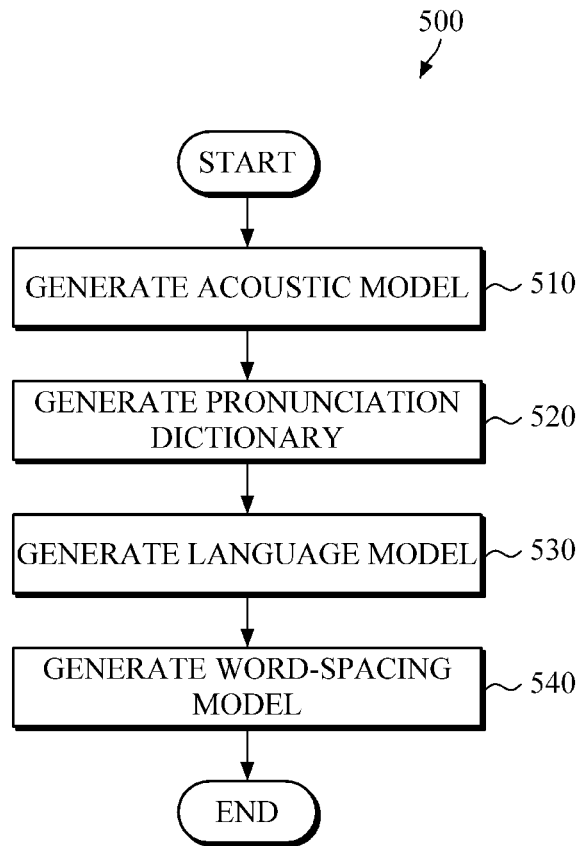 500
START
GENERATE ACOUSTIC MODEL
510
GENERATE PRONUNCIATION
DICTIONARY
520
GENERATE LANGUAGE MODEL
530
GENERATE WORD-SPACING
MODEL
540
END